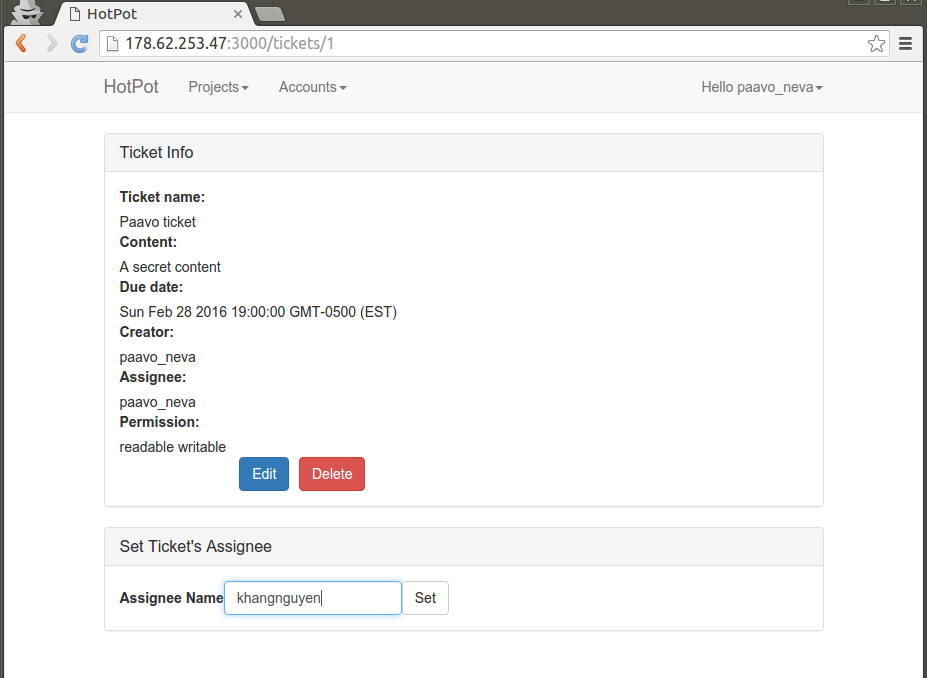 HotPot
178.62.253.47:3000/tickets/1
HotPot Projects Accounts Hello paavo_neva
Ticket Info
Ticket name:
Paavo ticket
Content:
A secret content
Due date:
Sun Feb 28 2016 19:00:00 GMT-0500 (EST)
Creator:
paavo_neva
Assignee:
paavo_neva
Permission:
readable writable
Edit Delete
Set Ticket's Assignee
Assignee Name khangnguyen Set